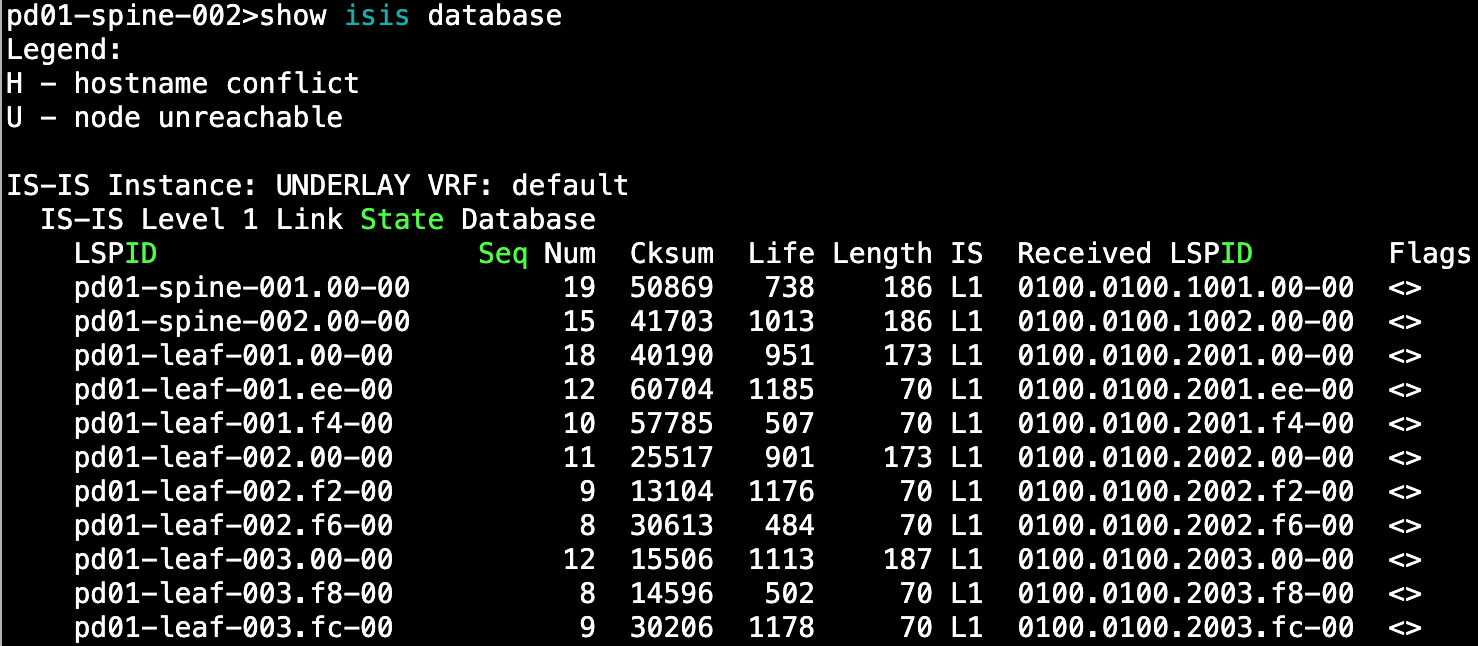 pd01-spine-002>show isis database
Legend:
H - hostname conflict
U - node unreachable

IS-IS Instance: UNDERLAY VRF: default
  IS-IS Level 1 Link State Database
    LSPID                   Seq Num  Cksum  Life Length IS  Received LSPID        Flags
    pd01-spine-001.00-00         19  50869   738    186 L1  0100.0100.1001.00-00  <>
    pd01-spine-002.00-00         15  41703  1013    186 L1  0100.0100.1002.00-00  <>
    pd01-leaf-001.00-00          18  40190   951    173 L1  0100.0100.2001.00-00  <>
    pd01-leaf-001.ee-00          12  60704  1185     70 L1  0100.0100.2001.ee-00  <>
    pd01-leaf-001.f4-00          10  57785   507     70 L1  0100.0100.2001.f4-00  <>
    pd01-leaf-002.00-00          11  25517   901    173 L1  0100.0100.2002.00-00  <>
    pd01-leaf-002.f2-00           9  13104  1176     70 L1  0100.0100.2002.f2-00  <>
    pd01-leaf-002.f6-00           8  30613   484     70 L1  0100.0100.2002.f6-00  <>
    pd01-leaf-003.00-00          12  15506  1113    187 L1  0100.0100.2003.00-00  <>
    pd01-leaf-003.f8-00           8  14596   502     70 L1  0100.0100.2003.f8-00  <>
    pd01-leaf-003.fc-00           9  30206  1178     70 L1  0100.0100.2003.fc-00  <>